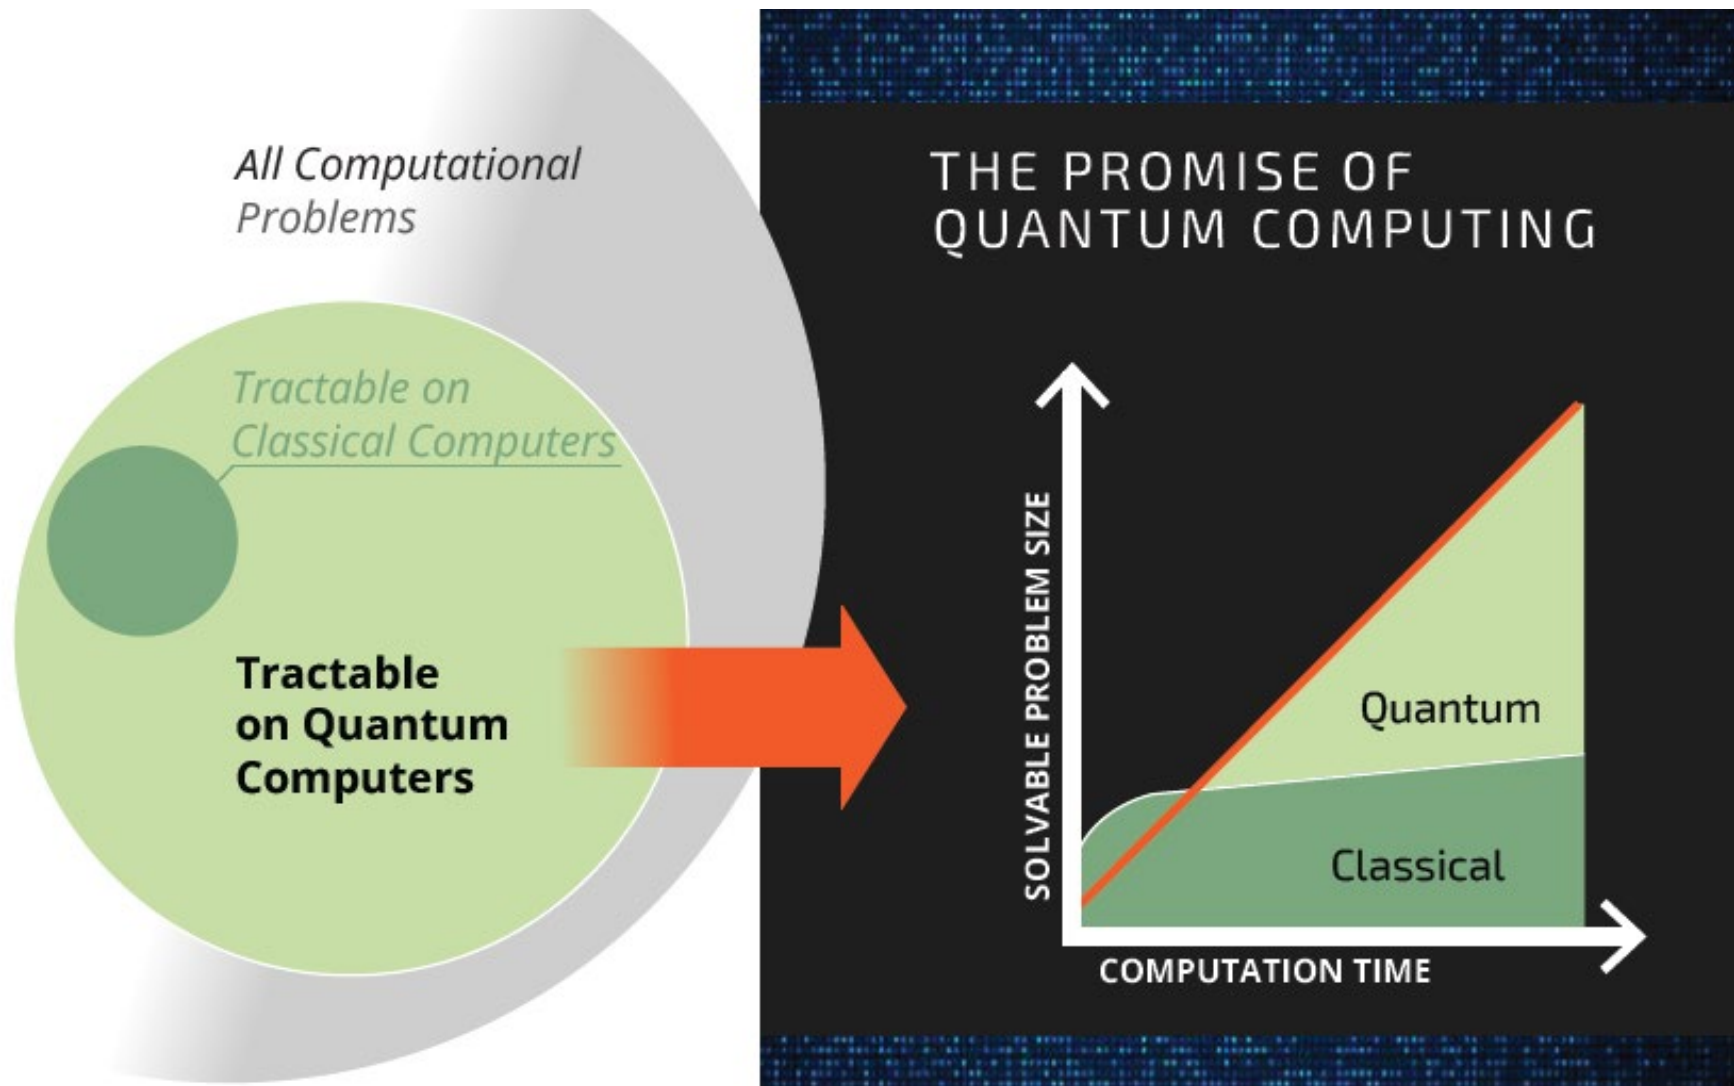 All Computational
Problems
Tractable on
Classical Computers
Tractable
on Quantum
Computers
THE PROMISE OF
QUANTUM COMPUTING
SOLVABLE PROBLEM SIZE
Quantum
Classical
COMPUTATION TIME